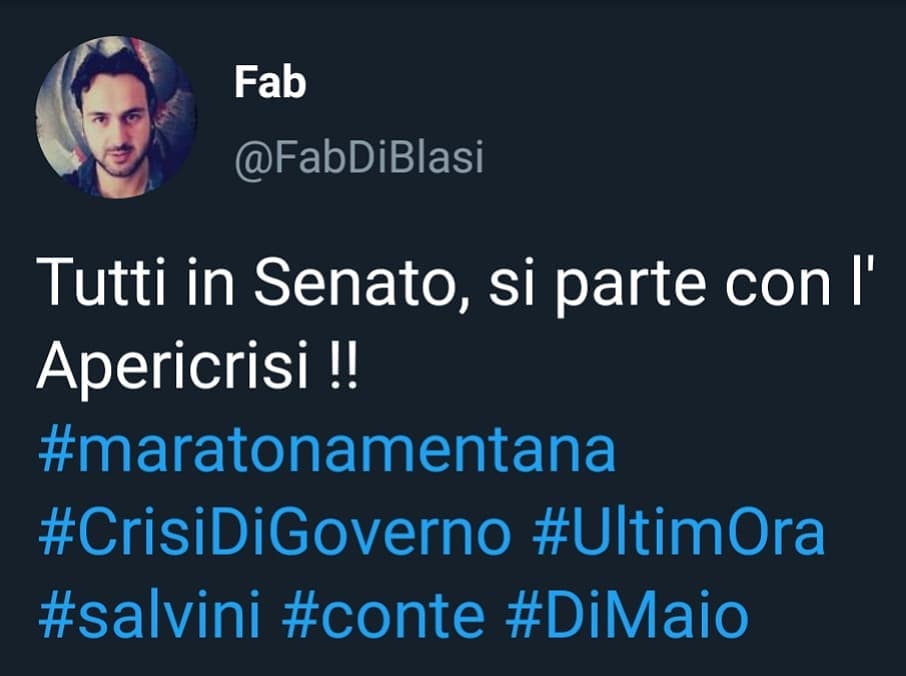 Fab
@FabDiBlasi
Tutti in Senato, si parte con l'
Apericrisi !!
#maratonamentana
#CrisiDiGoverno #UltimOra
#salvini #conte #DiMaio